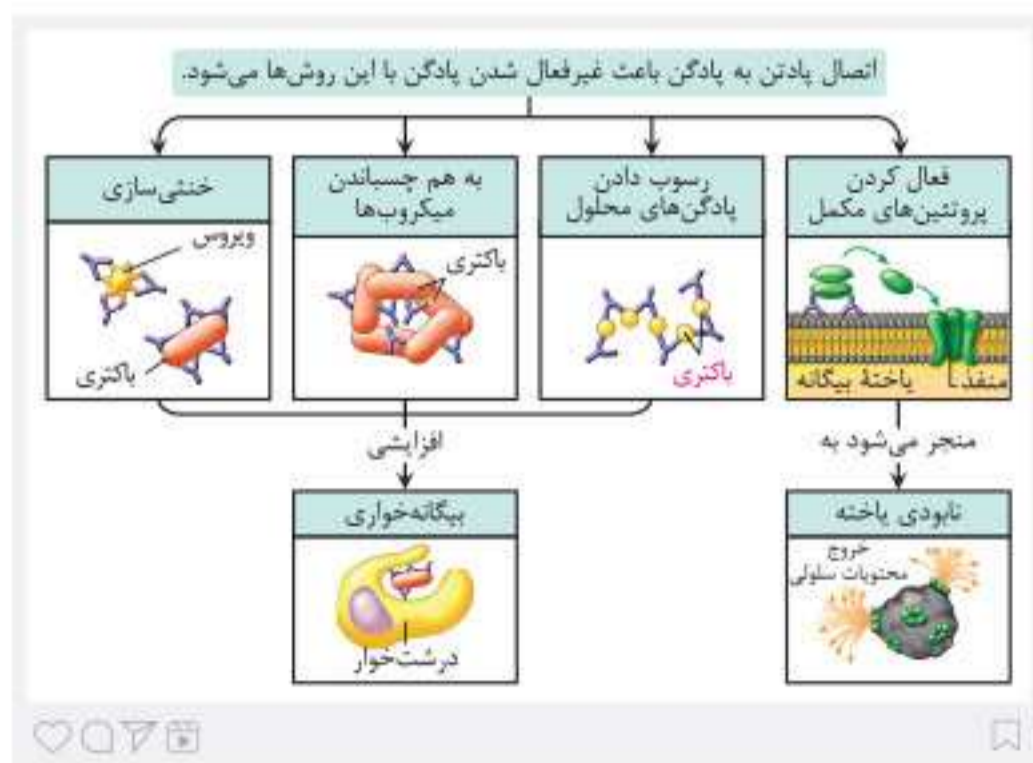 اتصال پادتن به پادگن باعث غیرفعال شدن پادگن با این روش‌ها می‌شود.
فعال کردن
پروتئین‌های مکمل
یاختهٔ بیگانه
منفذ
رسوب دادن
پادگن‌های محلول
باکتری
به هم چسباندن
میکروب‌ها
باکتری
خنثی‌سازی
ویروس
باکتری
منجر می‌شود به
افزایشی
نابودی یاخته
خروج
محتویات سلولی
بیگانه‌خواری
درشت‌خوار